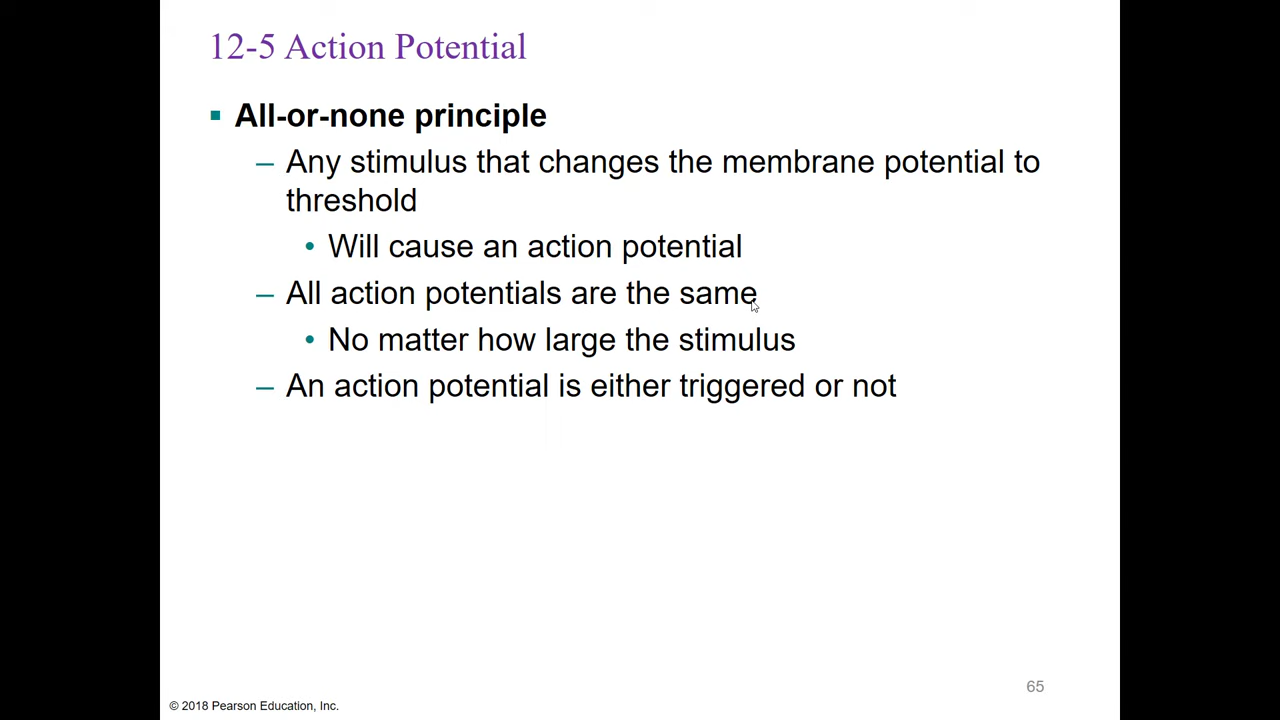 12-5 Action Potential
▪ All-or-none principle
– Any stimulus that changes the membrane potential to
threshold
• Will cause an action potential
– All action potentials are the same
• No matter how large the stimulus
– An action potential is either triggered or not
65
© 2018 Pearson Education, Inc.